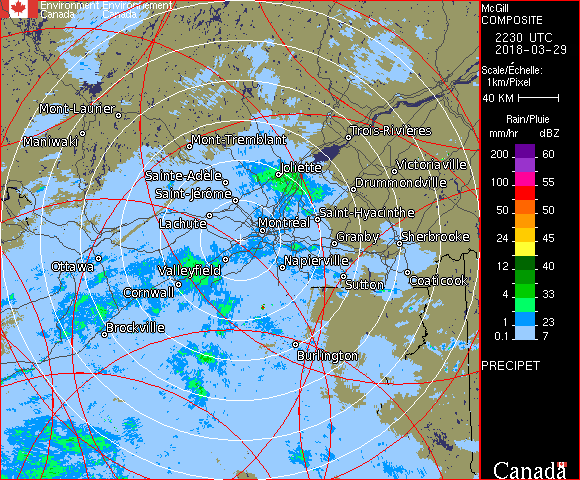 Environment Environnement
Canada Canada
Mont-Laurier
Maniwaki
Mont-Tremblant
Trois-Rivières
Joliette
Victoriaville
Sainte-Adèle
Drummondville
Saint-Jérôme
Saint-Hyacinthe
Lachute
Montréal
Granby
Sherbrooke
Ottawa
Valleyfield
Napierville
Cornwall
Sutton
Coaticook
Brockville
Burlington
McGill
COMPOSITE
2230 UTC
2018-03-29
Scale/Échelle:
1km/Pixel
40 KM
Rain/Pluie
mm/hr dBZ
200 60
100 55
50 50
24 45
12 40
4 33
1 23
0.1 7
PRECIPET
Canada